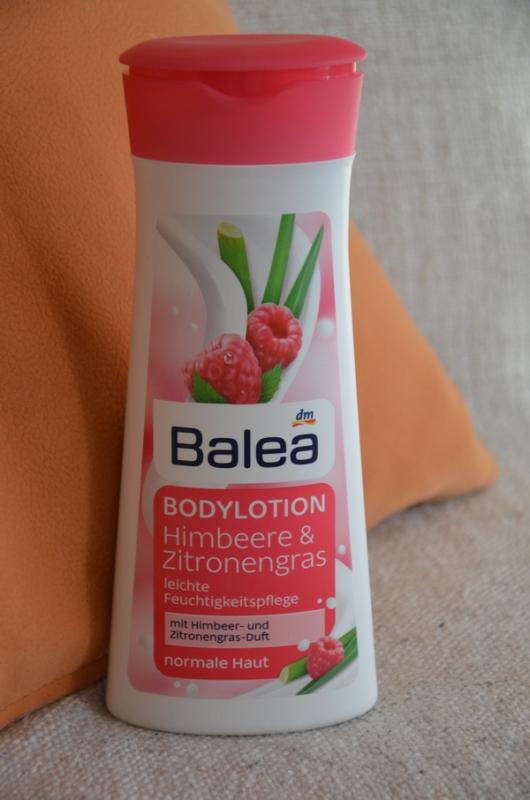 dm
Balea
BODYLOTION
Himbeere &
Zitronengras
leichte
Feuchtigkeitspflege
mit Himbeer- und
Zitronengras-Duft
normale Haut